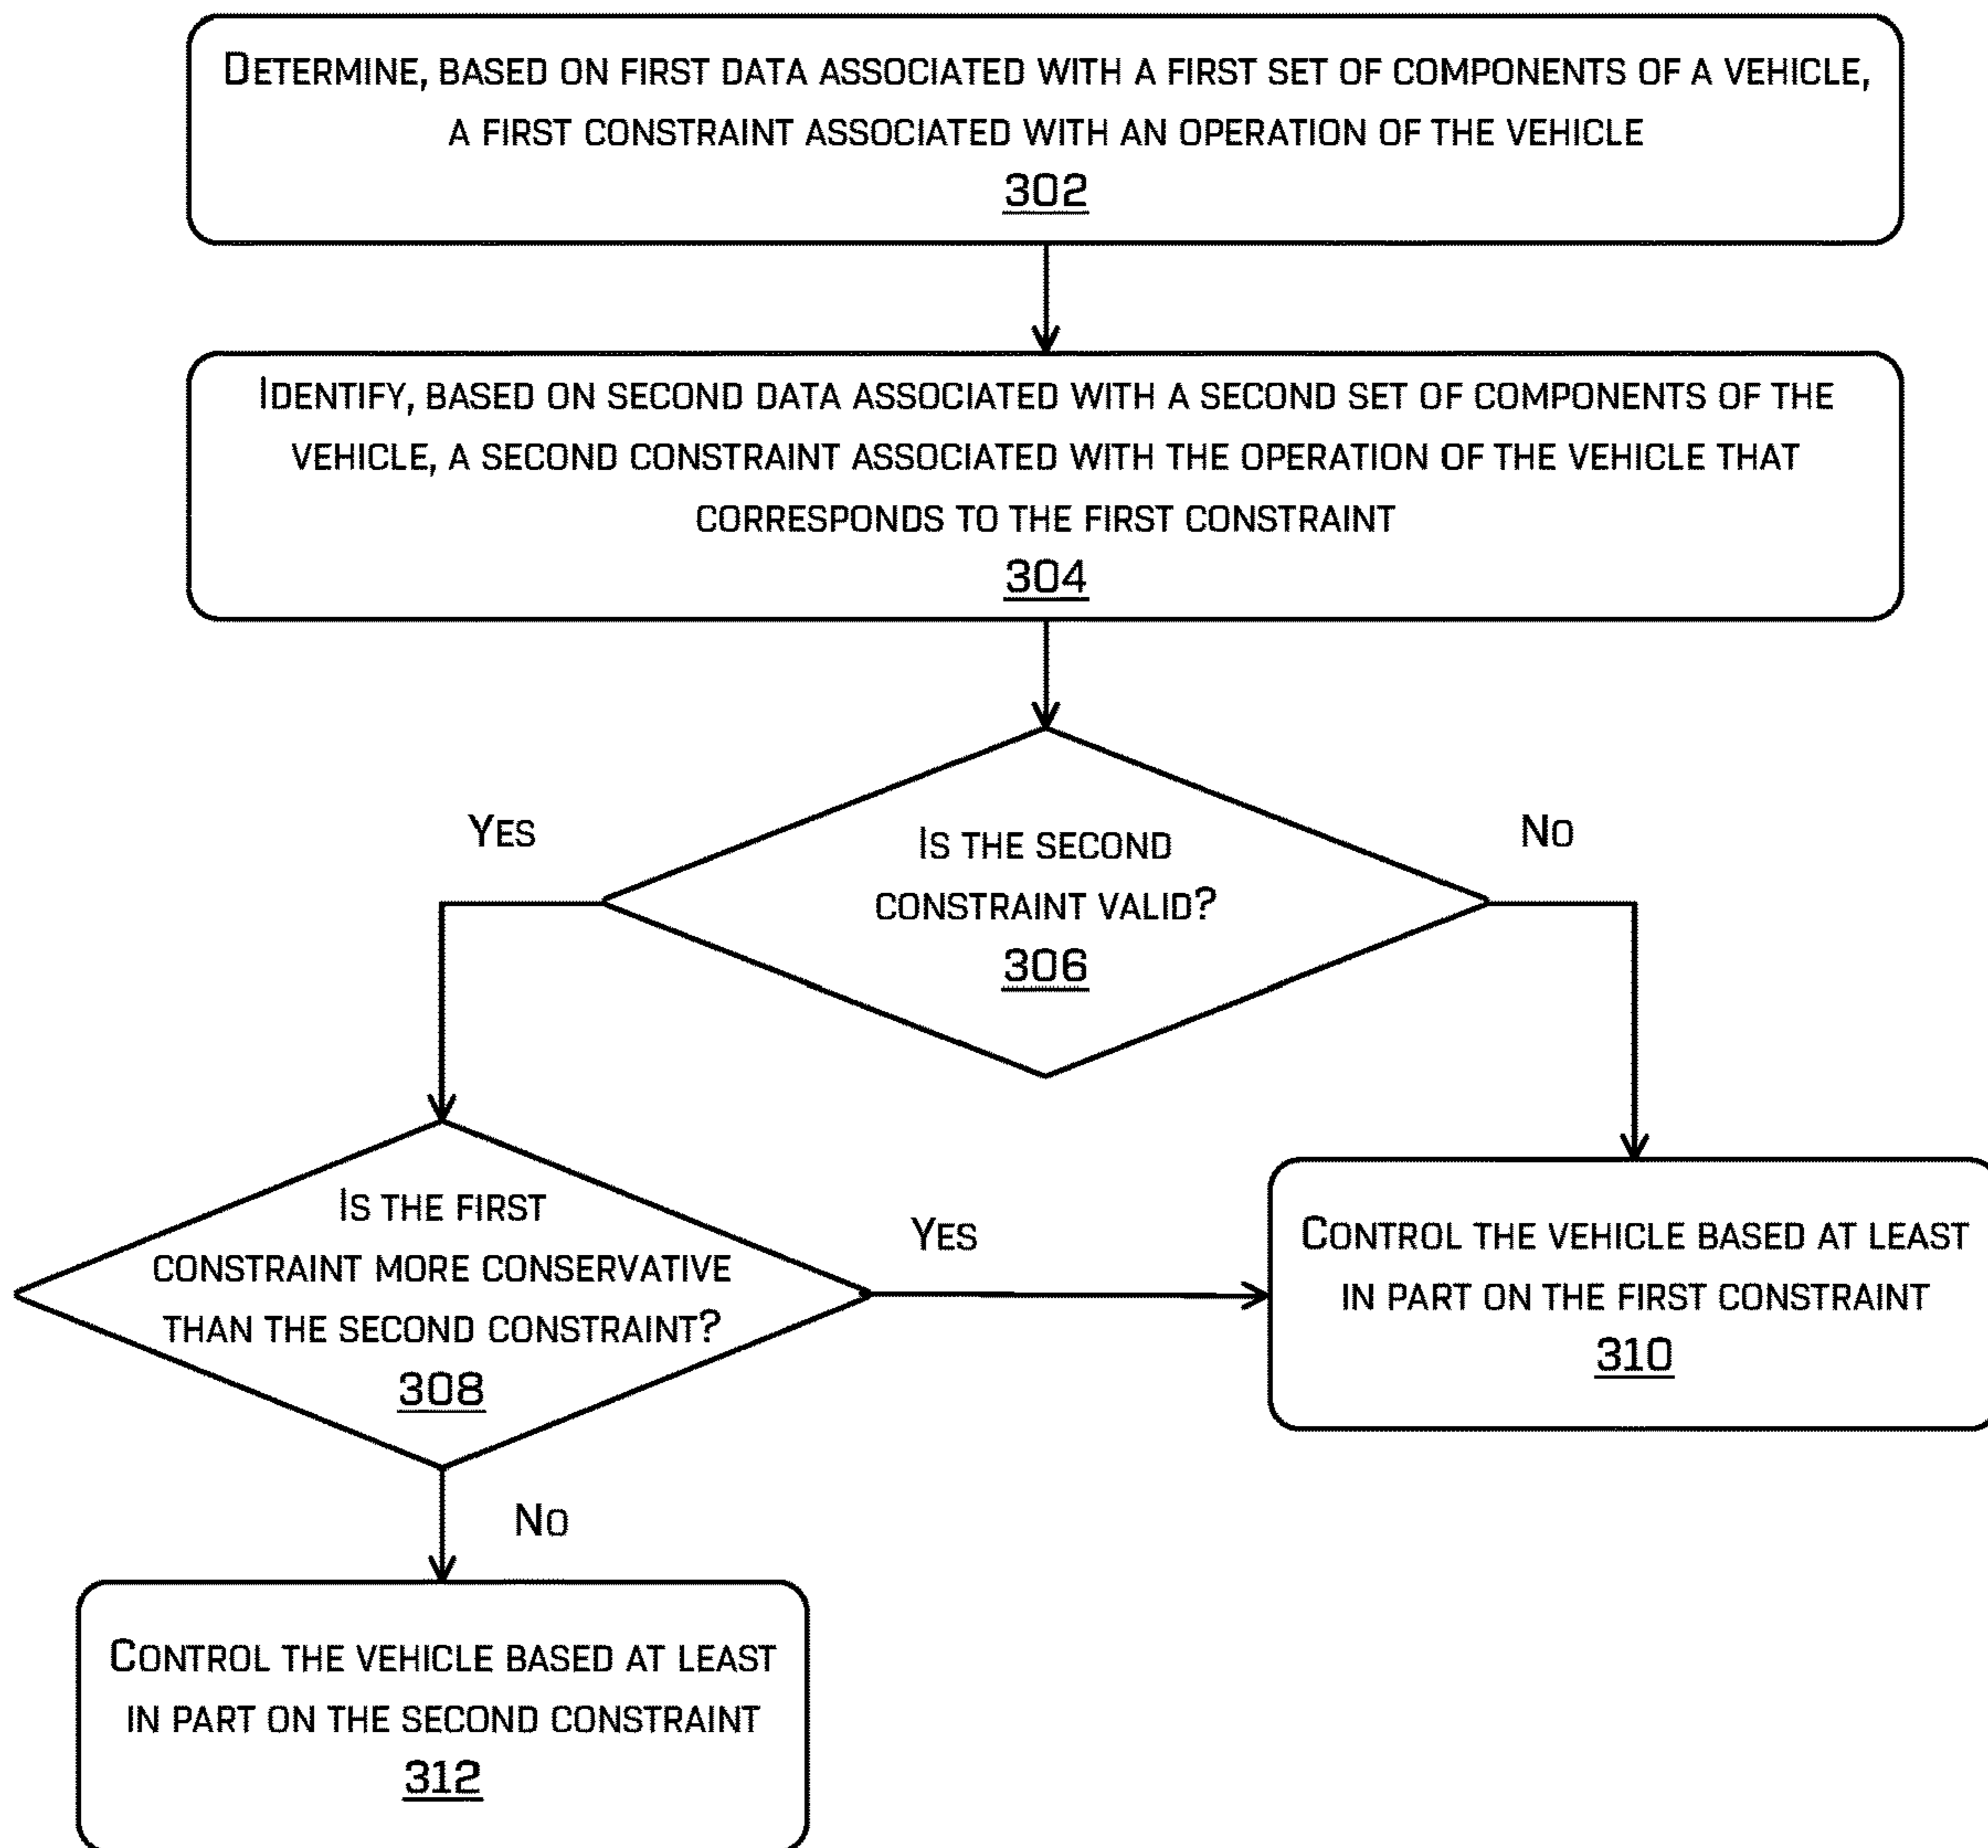 Determine, based on first data associated with a first set of components of a vehicle,
a first constraint associated with an operation of the vehicle
302
Identify, based on second data associated with a second set of components of the
vehicle, a second constraint associated with the operation of the vehicle that
corresponds to the first constraint
304
Yes
No
Is the second
constraint valid?
306
Is the first
constraint more conservative
than the second constraint?
308
Yes
Control the vehicle based at least
in part on the first constraint
310
No
Control the vehicle based at least
in part on the second constraint
312